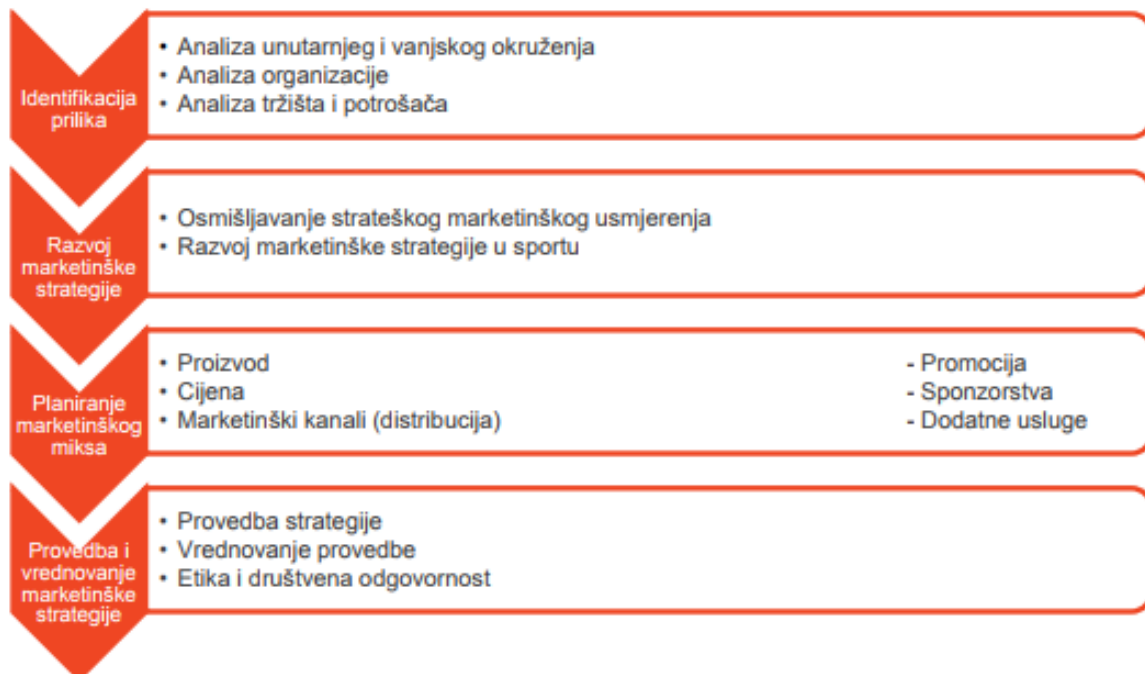 Identifikacija
prilika
• Analiza unutarnjeg i vanjskog okruženja
• Analiza organizacije
• Analiza tržišta i potrošača
Razvoj
marketinške
strategije
• Osmišljavanje strateškog marketinškog usmjerenja
• Razvoj marketinške strategije u sportu
Planiranje
marketinškog
miksa
• Proizvod
• Cijena
• Marketinški kanali (distribucija)
- Promocija
- Sponzorstva
- Dodatne usluge
Provedba i
vrednovanje
marketinške
strategije
• Provedba strategije
• Vrednovanje provedbe
• Etika i društvena odgovornost